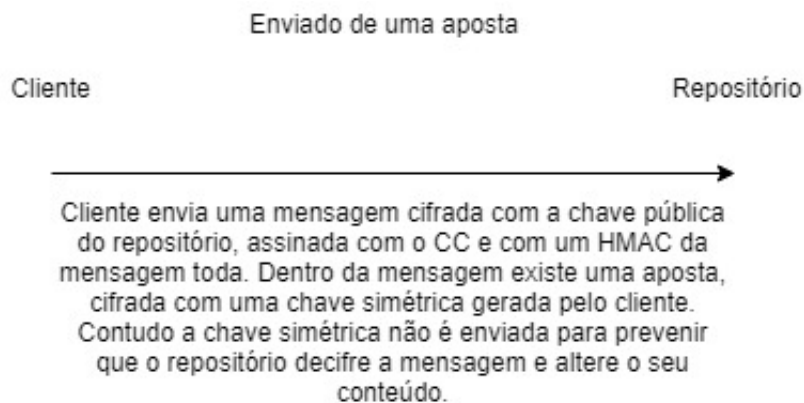 Enviado de uma aposta
Cliente
Repositório
Cliente envia uma mensagem cifrada com a chave pública
do repositório, assinada com o CC e com um HMAC da
mensagem toda. Dentro da mensagem existe uma aposta,
cifrada com uma chave simétrica gerada pelo cliente.
Contudo a chave simétrica não é enviada para prevenir
que o repositório decifre a mensagem e altere o seu
conteúdo.